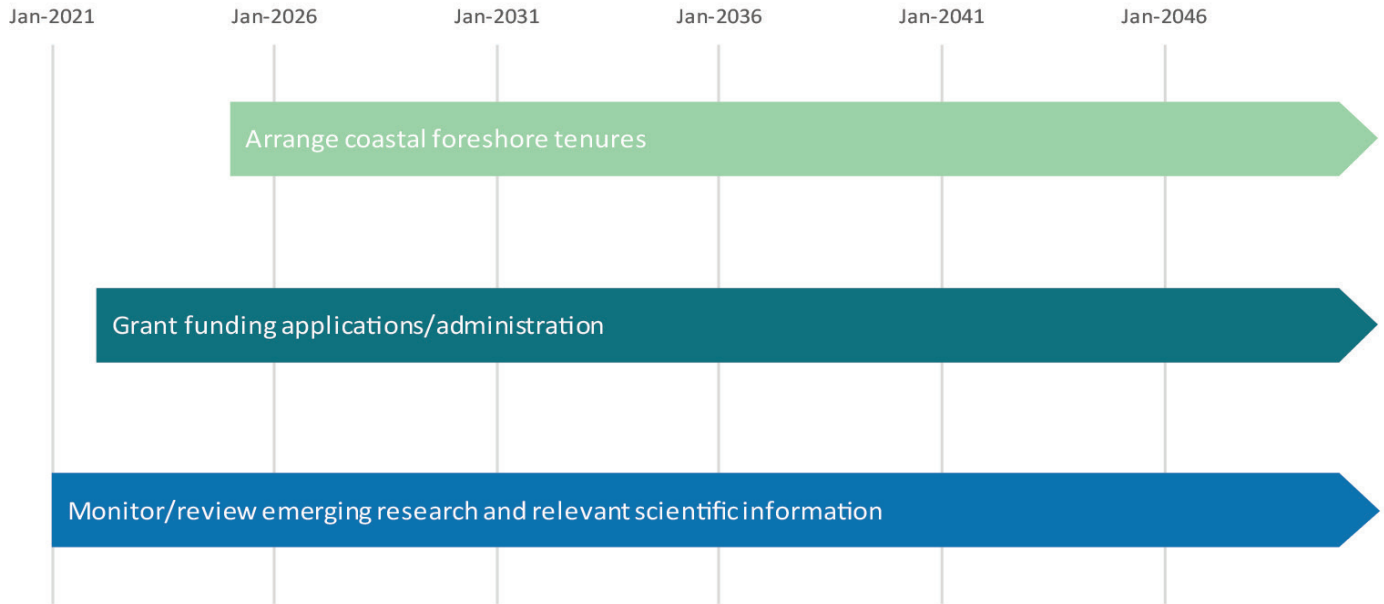 Jan-2021 Jan-2026 Jan-2031 Jan-2036 Jan-2041 Jan-2046
Arrange coastal foreshore tenures
Grant funding applications/administration
Monitor/review emerging research and relevant scientific information